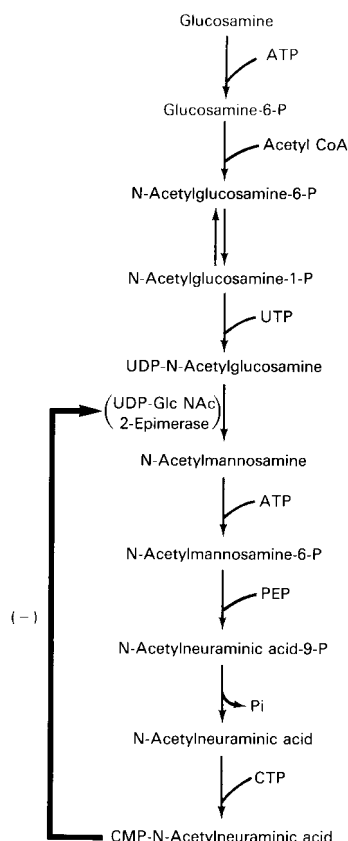 Glucosamine
ATP
Glucosamine-6-P
Acetyl CoA
N-Acetylglucosamine-6-P
N-Acetylglucosamine-1-P
UTP
UDP-N-Acetylglucosamine
(UDP-Glc NAc
2-Epimerase)
N-Acetylmannosamine
ATP
N-Acetylmannosamine-6-P
PEP
(-)
N-Acetylneuraminic acid-9-P
Pi
N-Acetylneuraminic acid
CTP
CMP-N-Acetylneuraminic acid